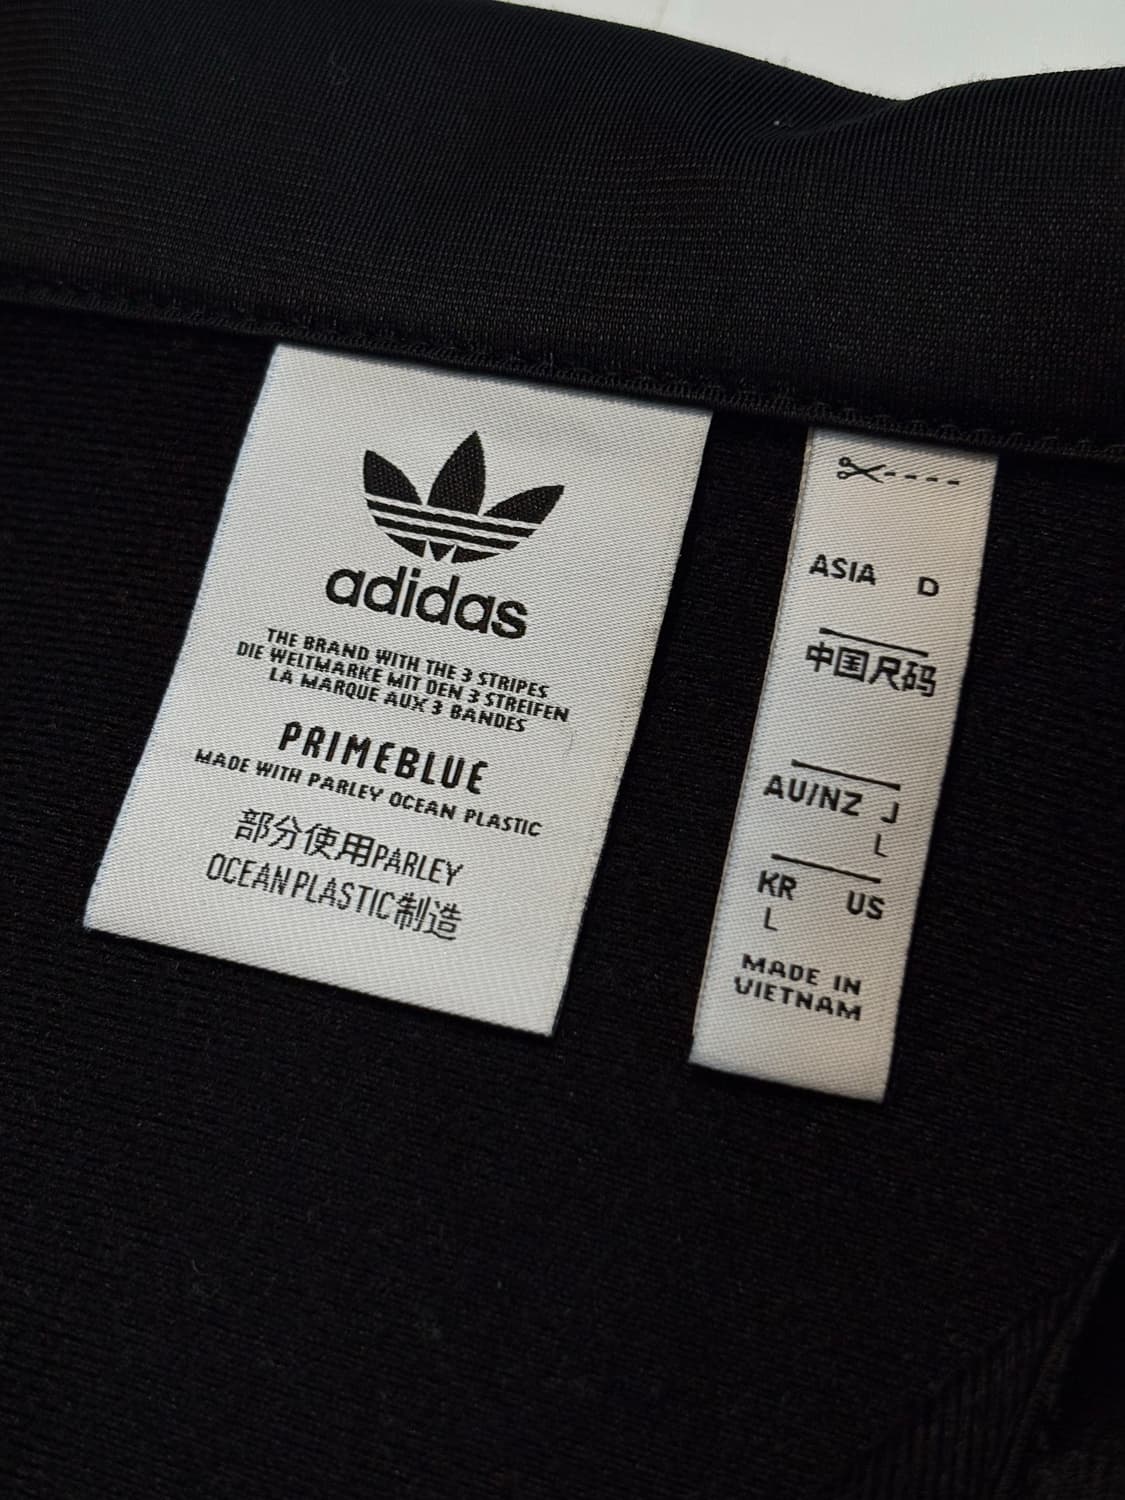 adidas
THE BRAND WITH THE 3 STRIPES
DIE WELTMARKE MIT DEN 3 STREIFEN
LA MARQUE AUX 3 BANDES
PRIMEBLUE
MADE WITH PARLEY OCEAN PLASTIC
部分使用PARLEY
OCEAN PLASTIC制造
ASIA D
中国尺码
AU/NZ J
L
KR US
L
MADE IN
VIETNAM